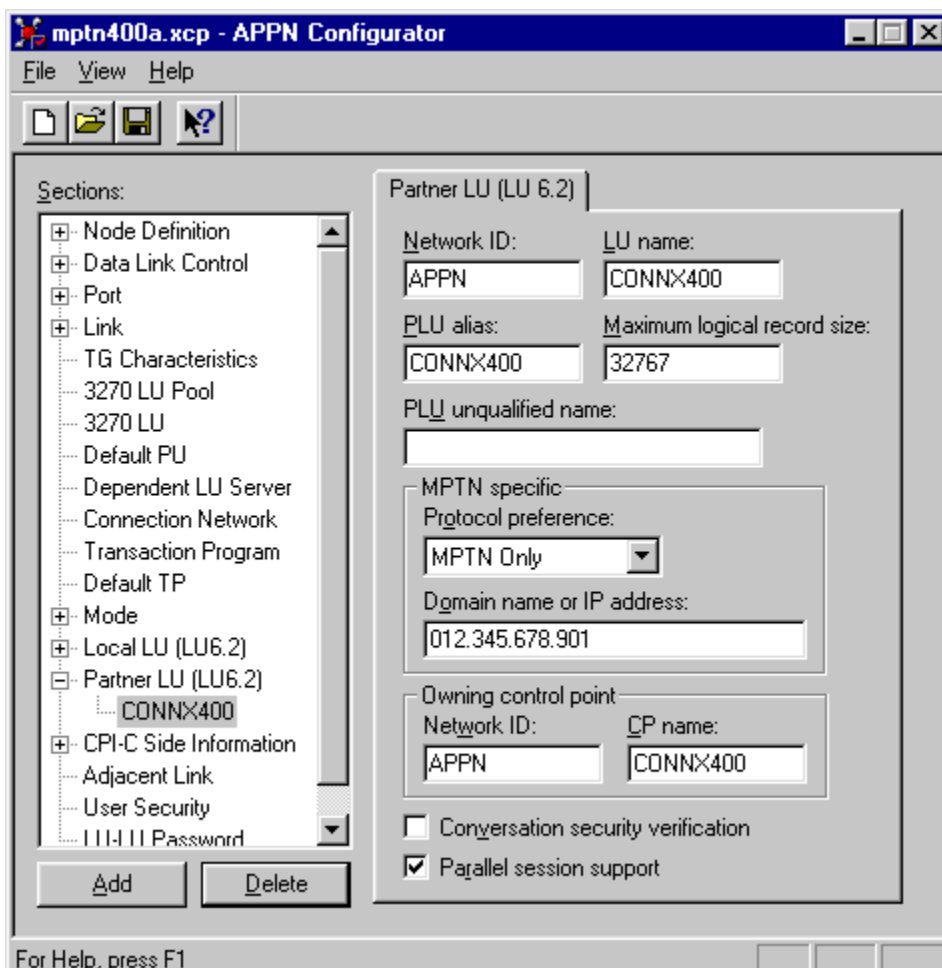 mptn400a.xcp - APPN Configurator
File View Help
Sections:
Node Definition
Data Link Control
Port
Link
TG Characteristics
3270 LU Pool
3270 LU
Default PU
Dependent LU Server
Connection Network
Transaction Program
Default TP
Mode
Local LU (LU6.2)
Partner LU (LU6.2)
CONNX400
CPI-C Side Information
Adjacent Link
User Security
LU-LU Password
Add Delete
Partner LU (LU 6.2)
Network ID: LU name:
APPN CONNX400
PLU alias: Maximum logical record size:
CONNX400 32767
PLU unqualified name:
MPTN specific
Protocol preference:
MPTN Only
Domain name or IP address:
012.345.678.901
Owning control point
Network ID: CP name:
APPN CONNX400
Conversation security verification
Parallel session support
For Help, press F1